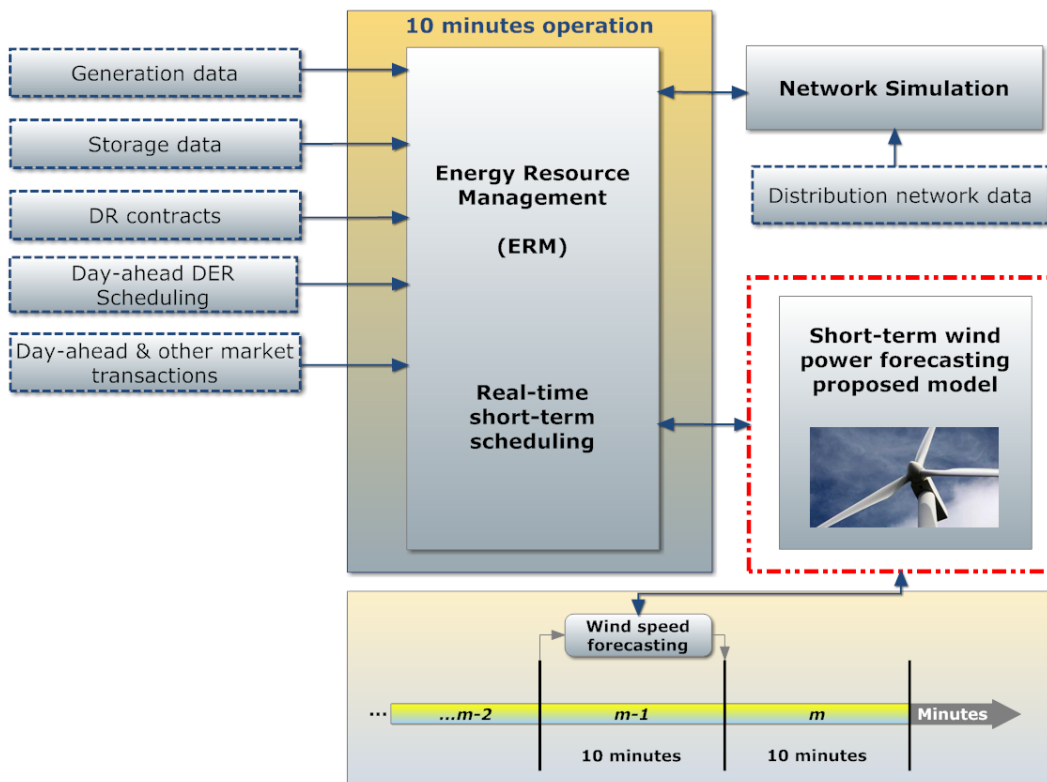 10 minutes operation
Generation data
Storage data
DR contracts
Day-ahead DER
Scheduling
Day-ahead & other market
transactions
Energy Resource
Management
(ERM)
Real-time
short-term
scheduling
Network Simulation
Distribution network data
Short-term wind
power forecasting
proposed model
Wind speed
forecasting
... ...m-2 m-1 m Minutes
10 minutes 10 minutes